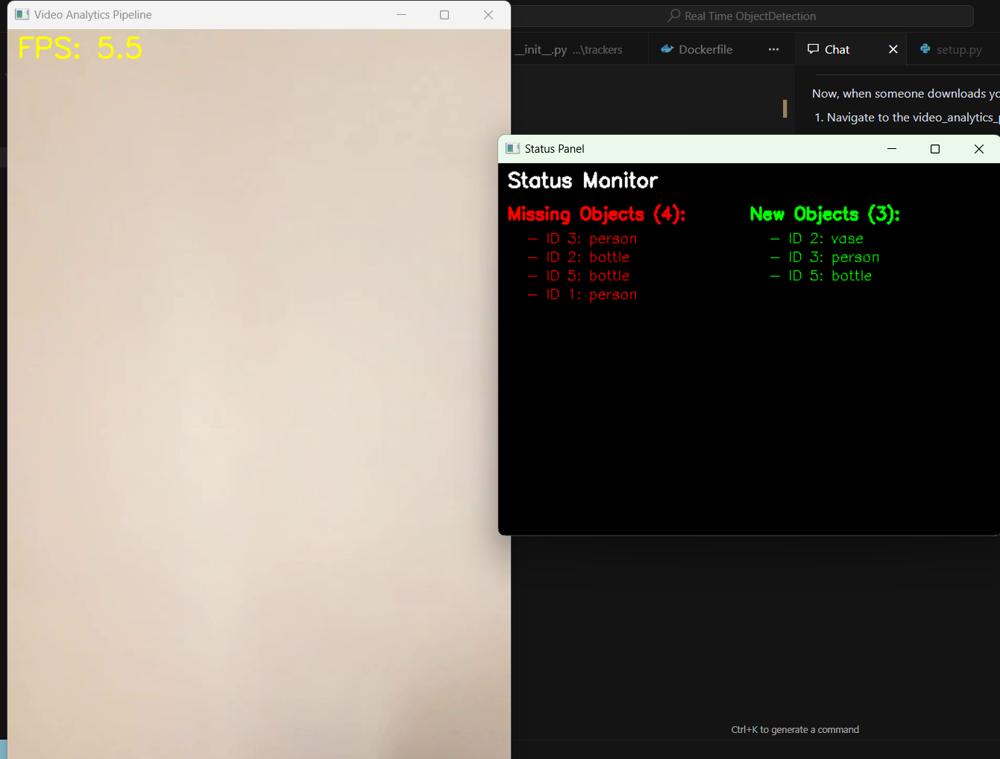 Video Analytics Pipeline
FPS: 5.5
Real Time ObjectDetection
__init__.py ...\trackers
Dockerfile
Chat
setup.py
Now, when someone downloads
1. Navigate to the
Status Panel
Status Monitor
Missing Objects (4):
- ID 3: person
- ID 2: bottle
- ID 5: bottle
- ID 1: person
New Objects (3):
- ID 2: vase
- ID 3: person
- ID 5: bottle
Ctrl+K to generate a command